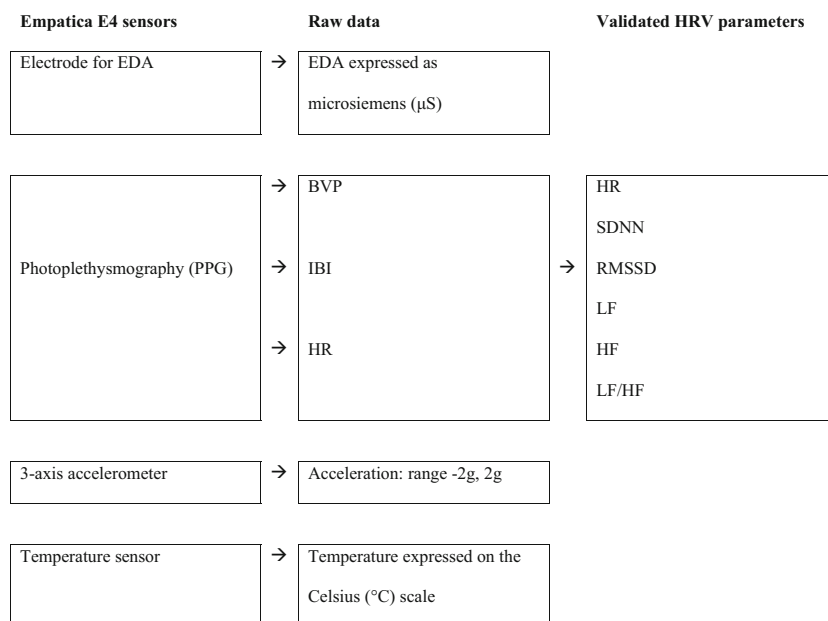 Empatica E4 sensors Raw data Validated HRV parameters
Electrode for EDA → EDA expressed as
microsiemens (μS)
→ BVP HR
SDNN
Photoplethysmography (PPG) → IBI → RMSSD
LF
→ HR HF
LF/HF
3-axis accelerometer → Acceleration: range -2g, 2g
Temperature sensor → Temperature expressed on the
Celsius (°C) scale